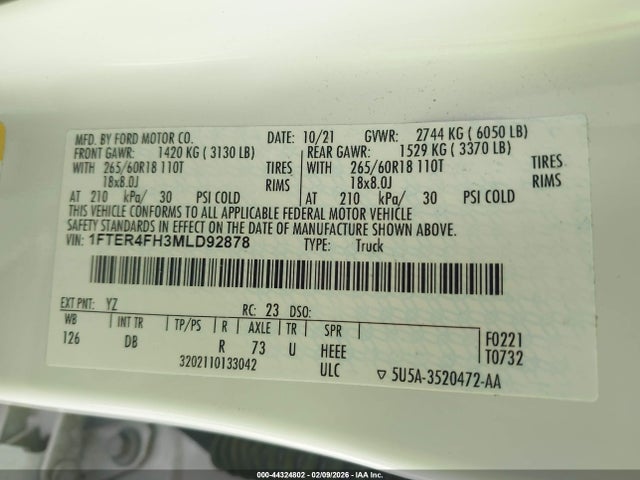 MFD. BY FORD MOTOR CO. DATE: 10/21 GVWR: 2744 KG ( 6050 LB)
FRONT GAWR: 1420 KG ( 3130 LB) REAR GAWR: 1529 KG ( 3370 LB)
WITH 265/60R18 110T TIRES WITH 265/60R18 110T TIRES
18x8.0J RIMS 18x8.0J RIMS
AT 210 kPa/ 30 PSI COLD AT 210 kPa/ 30 PSI COLD
THIS VEHICLE CONFORMS TO ALL APPLICABLE FEDERAL MOTOR VEHICLE
SAFETY STANDARDS IN EFFECT ON THE DATE OF MANUFACTURE SHOWN ABOVE.
VIN: 1FTER4FH3MLD92878 TYPE: Truck
EXT PNT: YZ RC: 23 DSO:
WB INT TR TP/PS R AXLE TR SPR
126 DB R 73 U HEEE
ULC
F0221
T0732
3202110133042
▽ 5U5A-3520472-AA
000-44324802 - 02/09/2026 - Copyright IAA, Inc.